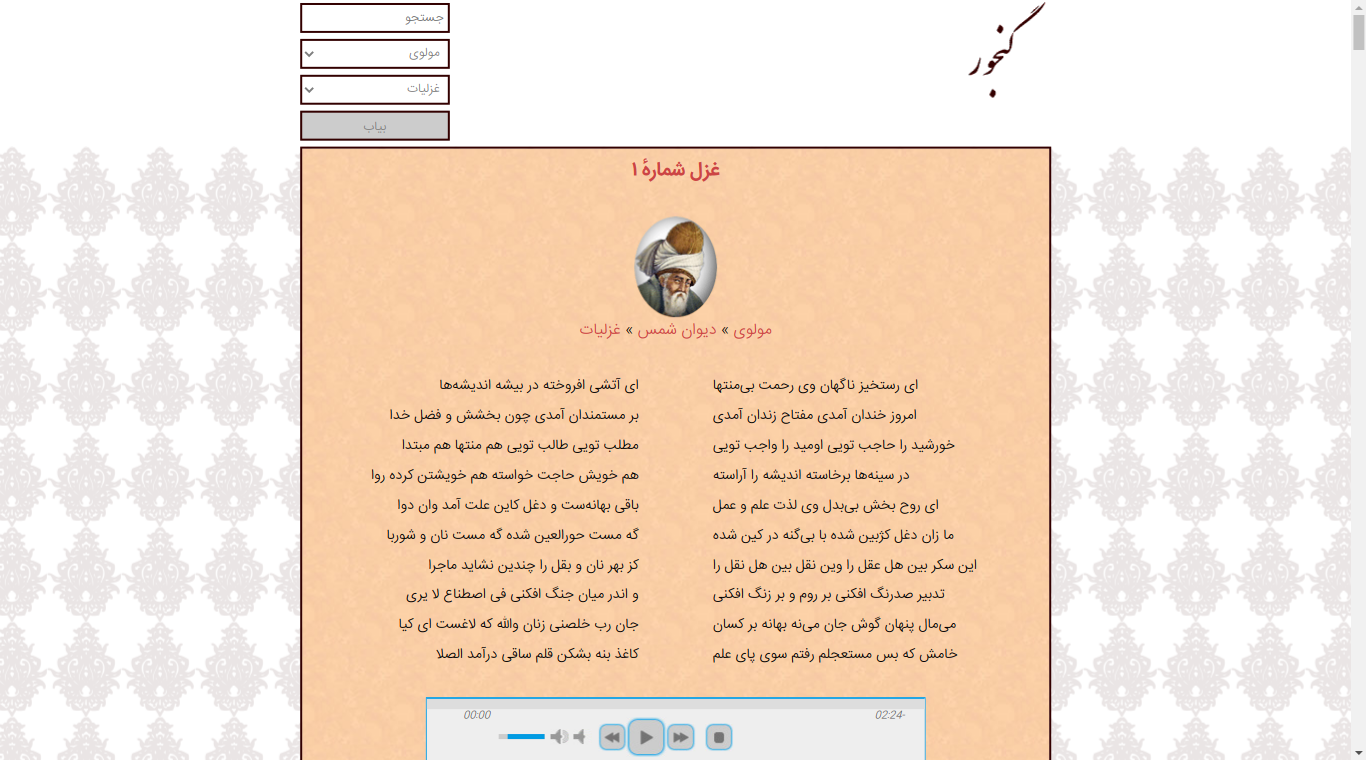 گنجور
جستجو
مولوی
غزلیات
بیاب
غزل شمارهٔ ۱
مولوی » دیوان شمس » غزلیات
ای رستخیز ناگهان وی رحمت بی‌منتها
ای آتشی افروخته در بیشه اندیشه‌ها
امروز خندان آمدی مفتاح زندان آمدی
بر مستمندان آمدی چون بخشش و فضل خدا
خورشید را حاجب تویی اومید را واجب تویی
مطلب تویی طالب تویی هم منتها هم مبتدا
در سینه‌ها برخاسته اندیشه را آراسته
هم خویش حاجت خواسته هم خویشتن کرده روا
ای روح بخش بی‌بدل وی لذت علم و عمل
باقی بهانه‌ست و دغل کاین علت آمد وان دوا
ما زان دغل کژبین شده با بی‌گنه در کین شده
گه مست حورالعین شده گه مست نان و شوربا
این سکر بین هل عقل را وین نقل بین هل نقل را
کز بهر نان و بقل را چندین نشاید ماجرا
تدبیر صدرنگ افکنی بر روم و بر زنگ افکنی
و اندر میان جنگ افکنی فی اصطناع لا یری
می‌مال پنهان گوش جان می‌نه بهانه بر کسان
جان رب خلصنی زنان والله که لاغست ای کیا
خامش که بس مستعجلم رفتم سوی پای علم
کاغذ بنه بشکن قلم ساقی درآمد الصلا
00:00
02:24-